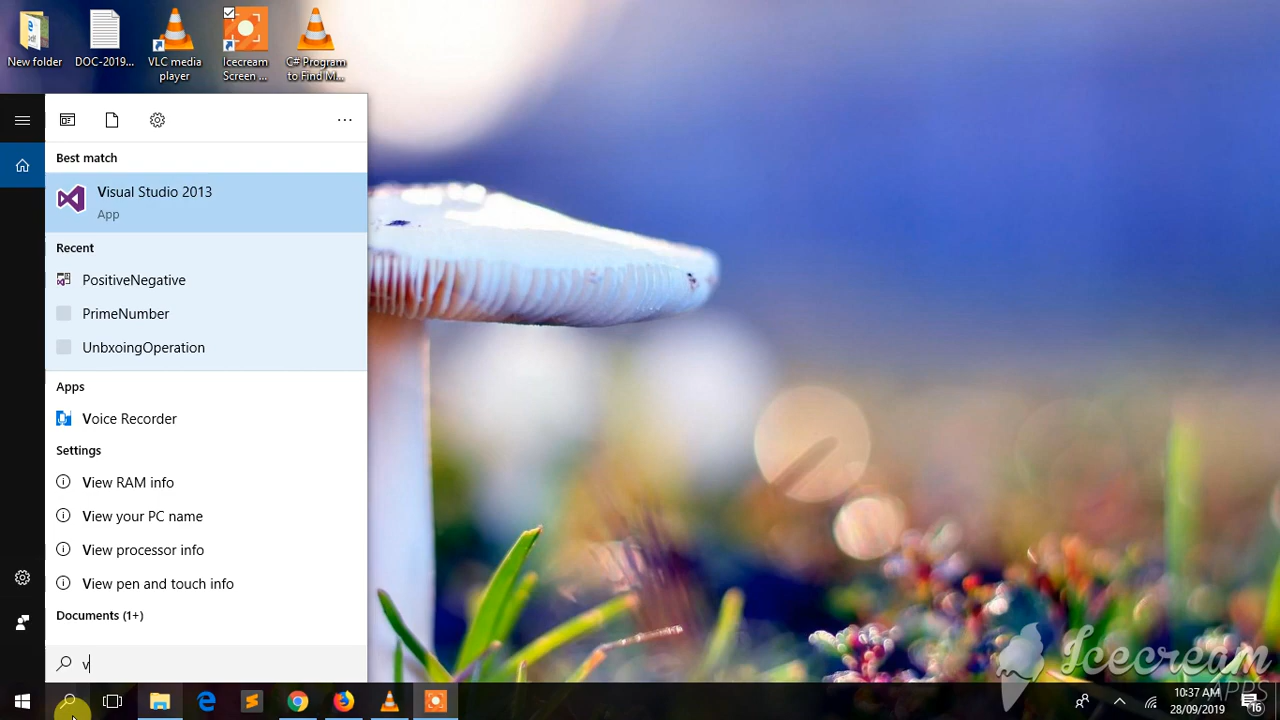 New folder
DOC-2019...
VLC media
player
Icecream
Screen ...
C# Program
to Find M...
Best match
Visual Studio 2013
App
Recent
PositiveNegative
PrimeNumber
UnbxoingOperation
Apps
Voice Recorder
Settings
View RAM info
View your PC name
View processor info
View pen and touch info
Documents (1+)
v
Icecream
APPS
10:37 AM
28/09/2019
16